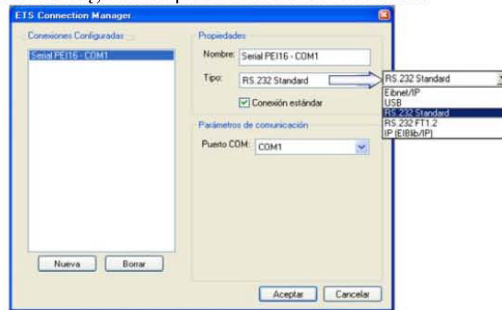 ETS Connection Manager
Conexiones Configuradas
Serial PEI16 - COM1
Nueva
Borrar
Propiedades
Nombre:
Serial PEI16 - COM1
Tipo:
RS.232 Standard
Conexión estándar
Parámetros de comunicación
Puerto COM:
COM1
Aceptar
Cancelar
RS.232 Standard
Eibnet/IP
USB
RS.232 Standard
RS.232 FT1.2
IP (EIBlib/IP)